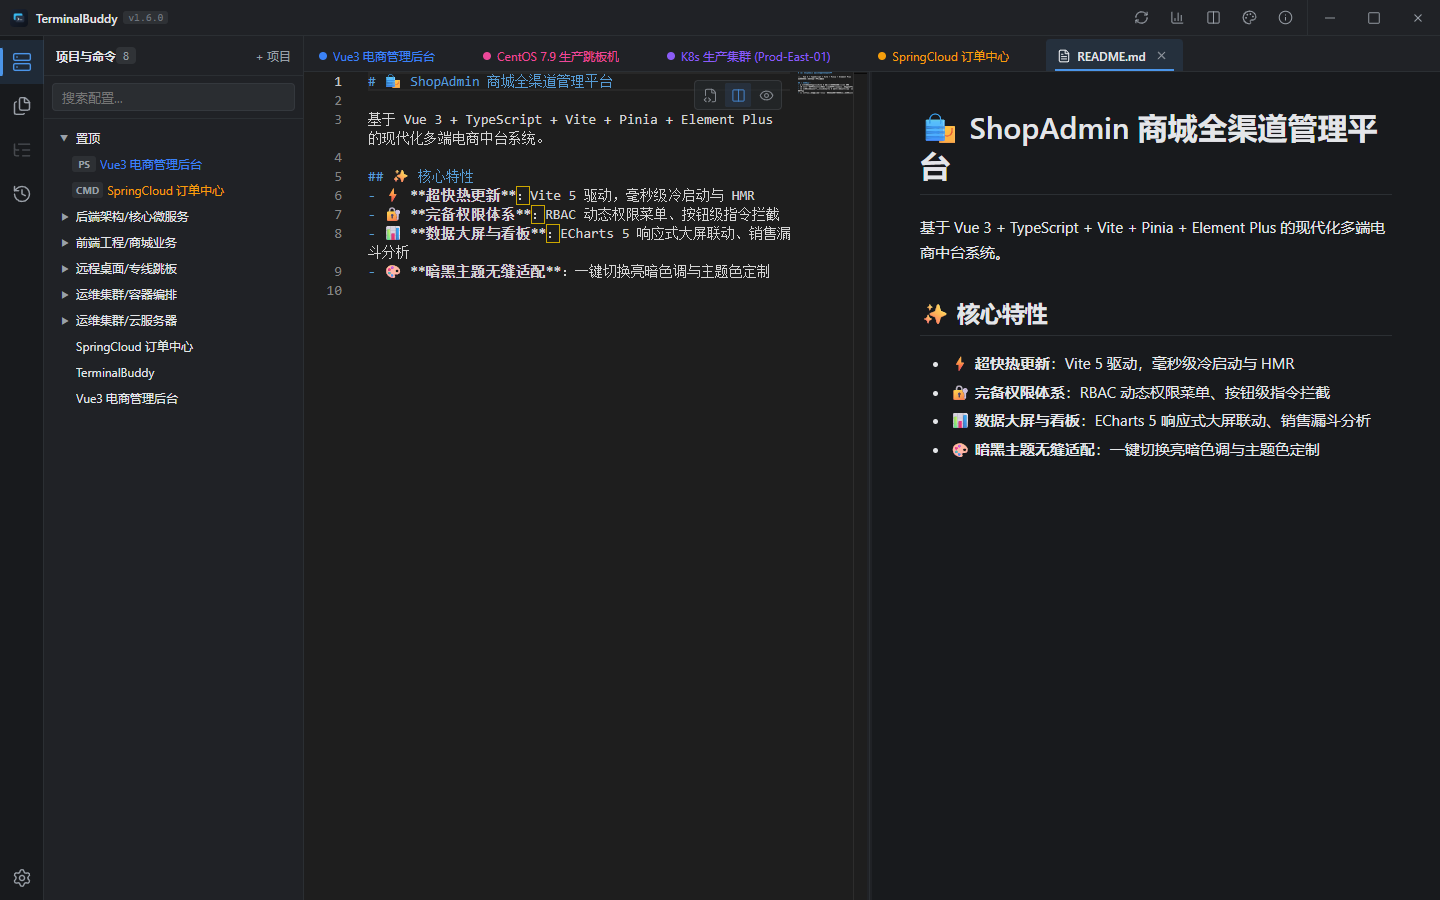 TerminalBuddy v1.6.0
项目与命令 8 + 项目
搜索配置...
置顶
PS Vue3 电商管理后台
CMD SpringCloud 订单中心
后端架构/核心微服务
前端工程/商城业务
远程桌面/专线跳板
运维集群/容器编排
运维集群/云服务器
SpringCloud 订单中心
TerminalBuddy
Vue3 电商管理后台
Vue3 电商管理后台 CentOS 7.9 生产跳板机 K8s 生产集群 (Prod-East-01) SpringCloud 订单中心 README.md
1 # 🛍️ ShopAdmin 商城全渠道管理平台
2
3 基于 Vue 3 + TypeScript + Vite + Pinia + Element Plus
的现代化多端电商中台系统。
4
5 ## ✨ 核心特性
6 - ⚡ **超快热更新**：Vite 5 驱动，毫秒级冷启动与 HMR
7 - 🔐 **完备权限体系**：RBAC 动态权限菜单、按钮级指令拦截
8 - 📊 **数据大屏与看板**：ECharts 5 响应式大屏联动、销售漏
斗分析
9 - 🎨 **暗黑主题无缝适配**：一键切换亮暗色调与主题色定制
10
🛍️ ShopAdmin 商城全渠道管理平
台
基于 Vue 3 + TypeScript + Vite + Pinia + Element Plus 的现代化多端电
商中台系统。
✨ 核心特性
• ⚡ 超快热更新：Vite 5 驱动，毫秒级冷启动与 HMR
• 🔐 完备权限体系：RBAC 动态权限菜单、按钮级指令拦截
• 📊 数据大屏与看板：ECharts 5 响应式大屏联动、销售漏斗分析
• 🎨 暗黑主题无缝适配：一键切换亮暗色调与主题色定制